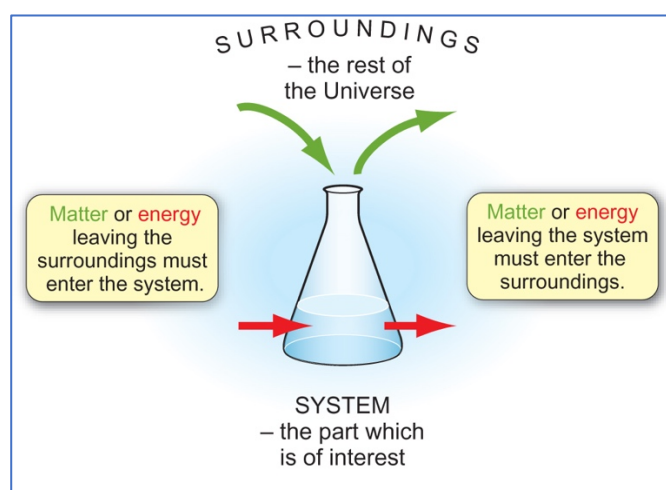 SURROUNDINGS
– the rest of
the Universe
Matter or energy
leaving the
surroundings must
enter the system.
Matter or energy
leaving the system
must enter the
surroundings.
SYSTEM
– the part which
is of interest